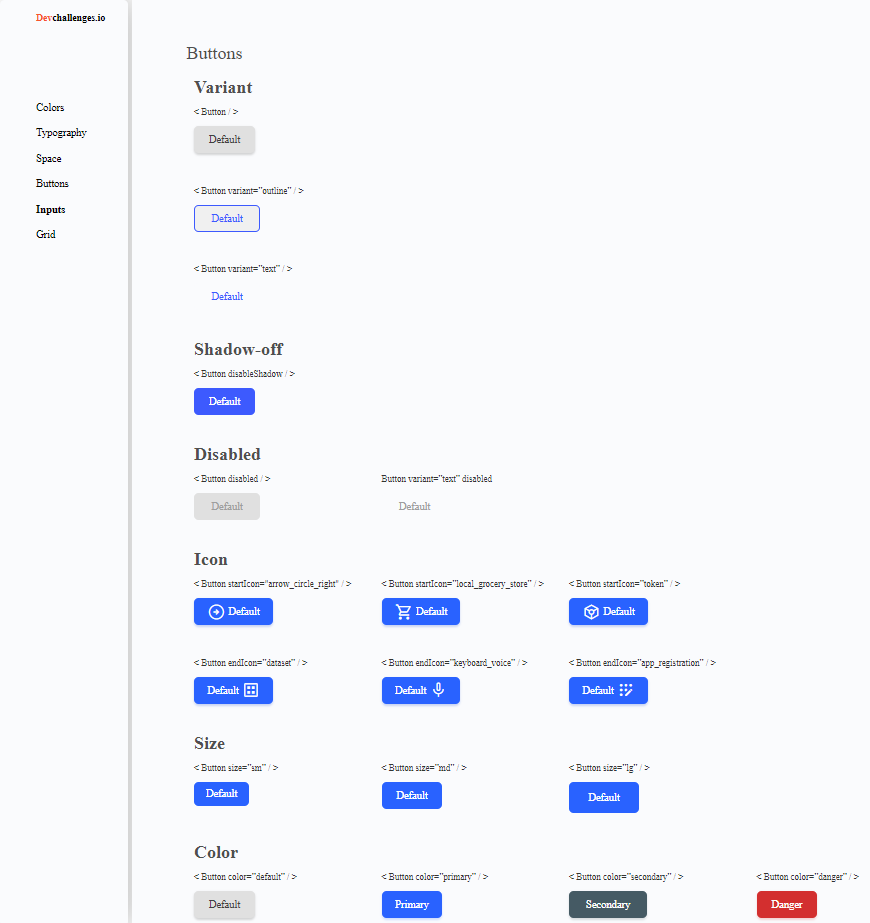 Devchallenges.io
Colors
Typography
Space
Buttons
Inputs
Grid
Buttons
Variant
< Button / >
Default
< Button variant="outline" / >
Default
< Button variant="text" / >
Default
Shadow-off
< Button disableShadow / >
Default
Disabled
< Button disabled / > Button variant="text" disabled
Default Default
Icon
< Button startIcon="arrow_circle_right" / > < Button startIcon="local_grocery_store" / > < Button startIcon="token" / >
Default Default Default
< Button endIcon="dataset" / > < Button endIcon="keyboard_voice" / > < Button endIcon="app_registration" / >
Default Default Default
Size
< Button size="sm" / > < Button size="md" / > < Button size="lg" / >
Default Default Default
Color
< Button color="default" / > < Button color="primary" / > < Button color="secondary" / > < Button color="danger" / >
Default Primary Secondary Danger